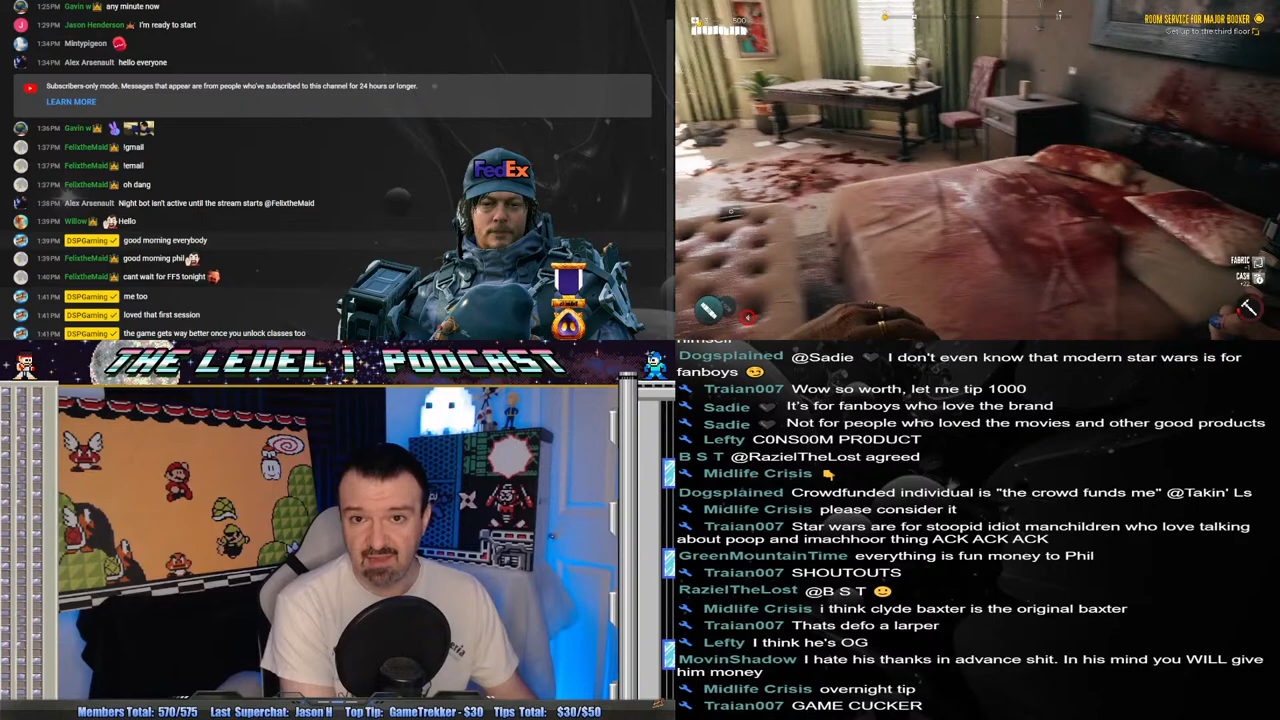 1:25PM Gavin w any minute now
1:29PM Jason Henderson I'm ready to start
1:34PM Mintypigeon
1:34PM Alex Arsenault hello everyone
Subscribers-only mode. Messages that appear are from people who've subscribed to this channel for 24 hours or longer.
LEARN MORE
1:36PM Gavin w
1:37PM FelixtheMaid !gmail
1:37PM FelixtheMaid !email
1:37PM FelixtheMaid oh dang
1:38PM Alex Arsenault Night bot isn't active until the stream starts @FelixtheMaid
1:39PM Willow Hello
1:39PM DSPGaming ✓ good morning everybody
1:39PM FelixtheMaid good morning phil
1:40PM FelixtheMaid cant wait for FF5 tonight
1:41PM DSPGaming ✓ me too
1:41PM DSPGaming ✓ loved that first session
1:41PM DSPGaming ✓ the game gets way better once you unlock classes too
FedEx
500
ROOM SERVICE FOR MAJOR BOOKER
Get up to the third floor
FABRIC
CASH
THE LEVEL 1 PODCAST
himself
Dogsplained @Sadie I don't even know that modern star wars is for
fanboys
Traian007 Wow so worth, let me tip 1000
Sadie It's for fanboys who love the brand
Sadie Not for people who loved the movies and other good products
Lefty C0NS00M PR0DUCT
B S T @RazielTheLost agreed
Midlife Crisis
Dogsplained Crowdfunded individual is "the crowd funds me" @Takin' Ls
Midlife Crisis please consider it
Traian007 Star wars are for stoopid idiot manchildren who love talking
about poop and imachhoor thing ACK ACK ACK
GreenMountainTime everything is fun money to Phil
Traian007 SHOUTOUTS
RazielTheLost @B S T
Midlife Crisis i think clyde baxter is the original baxter
Traian007 Thats defo a larper
Lefty I think he's OG
MovinShadow I hate his thanks in advance shit. In his mind you WILL give
him money
Midlife Crisis overnight tip
Traian007 GAME CUCKER
Members Total: 570/575 Last Superchat: Jason H Top Tip: GameTrekker - $30 Tips Total: $30/$50